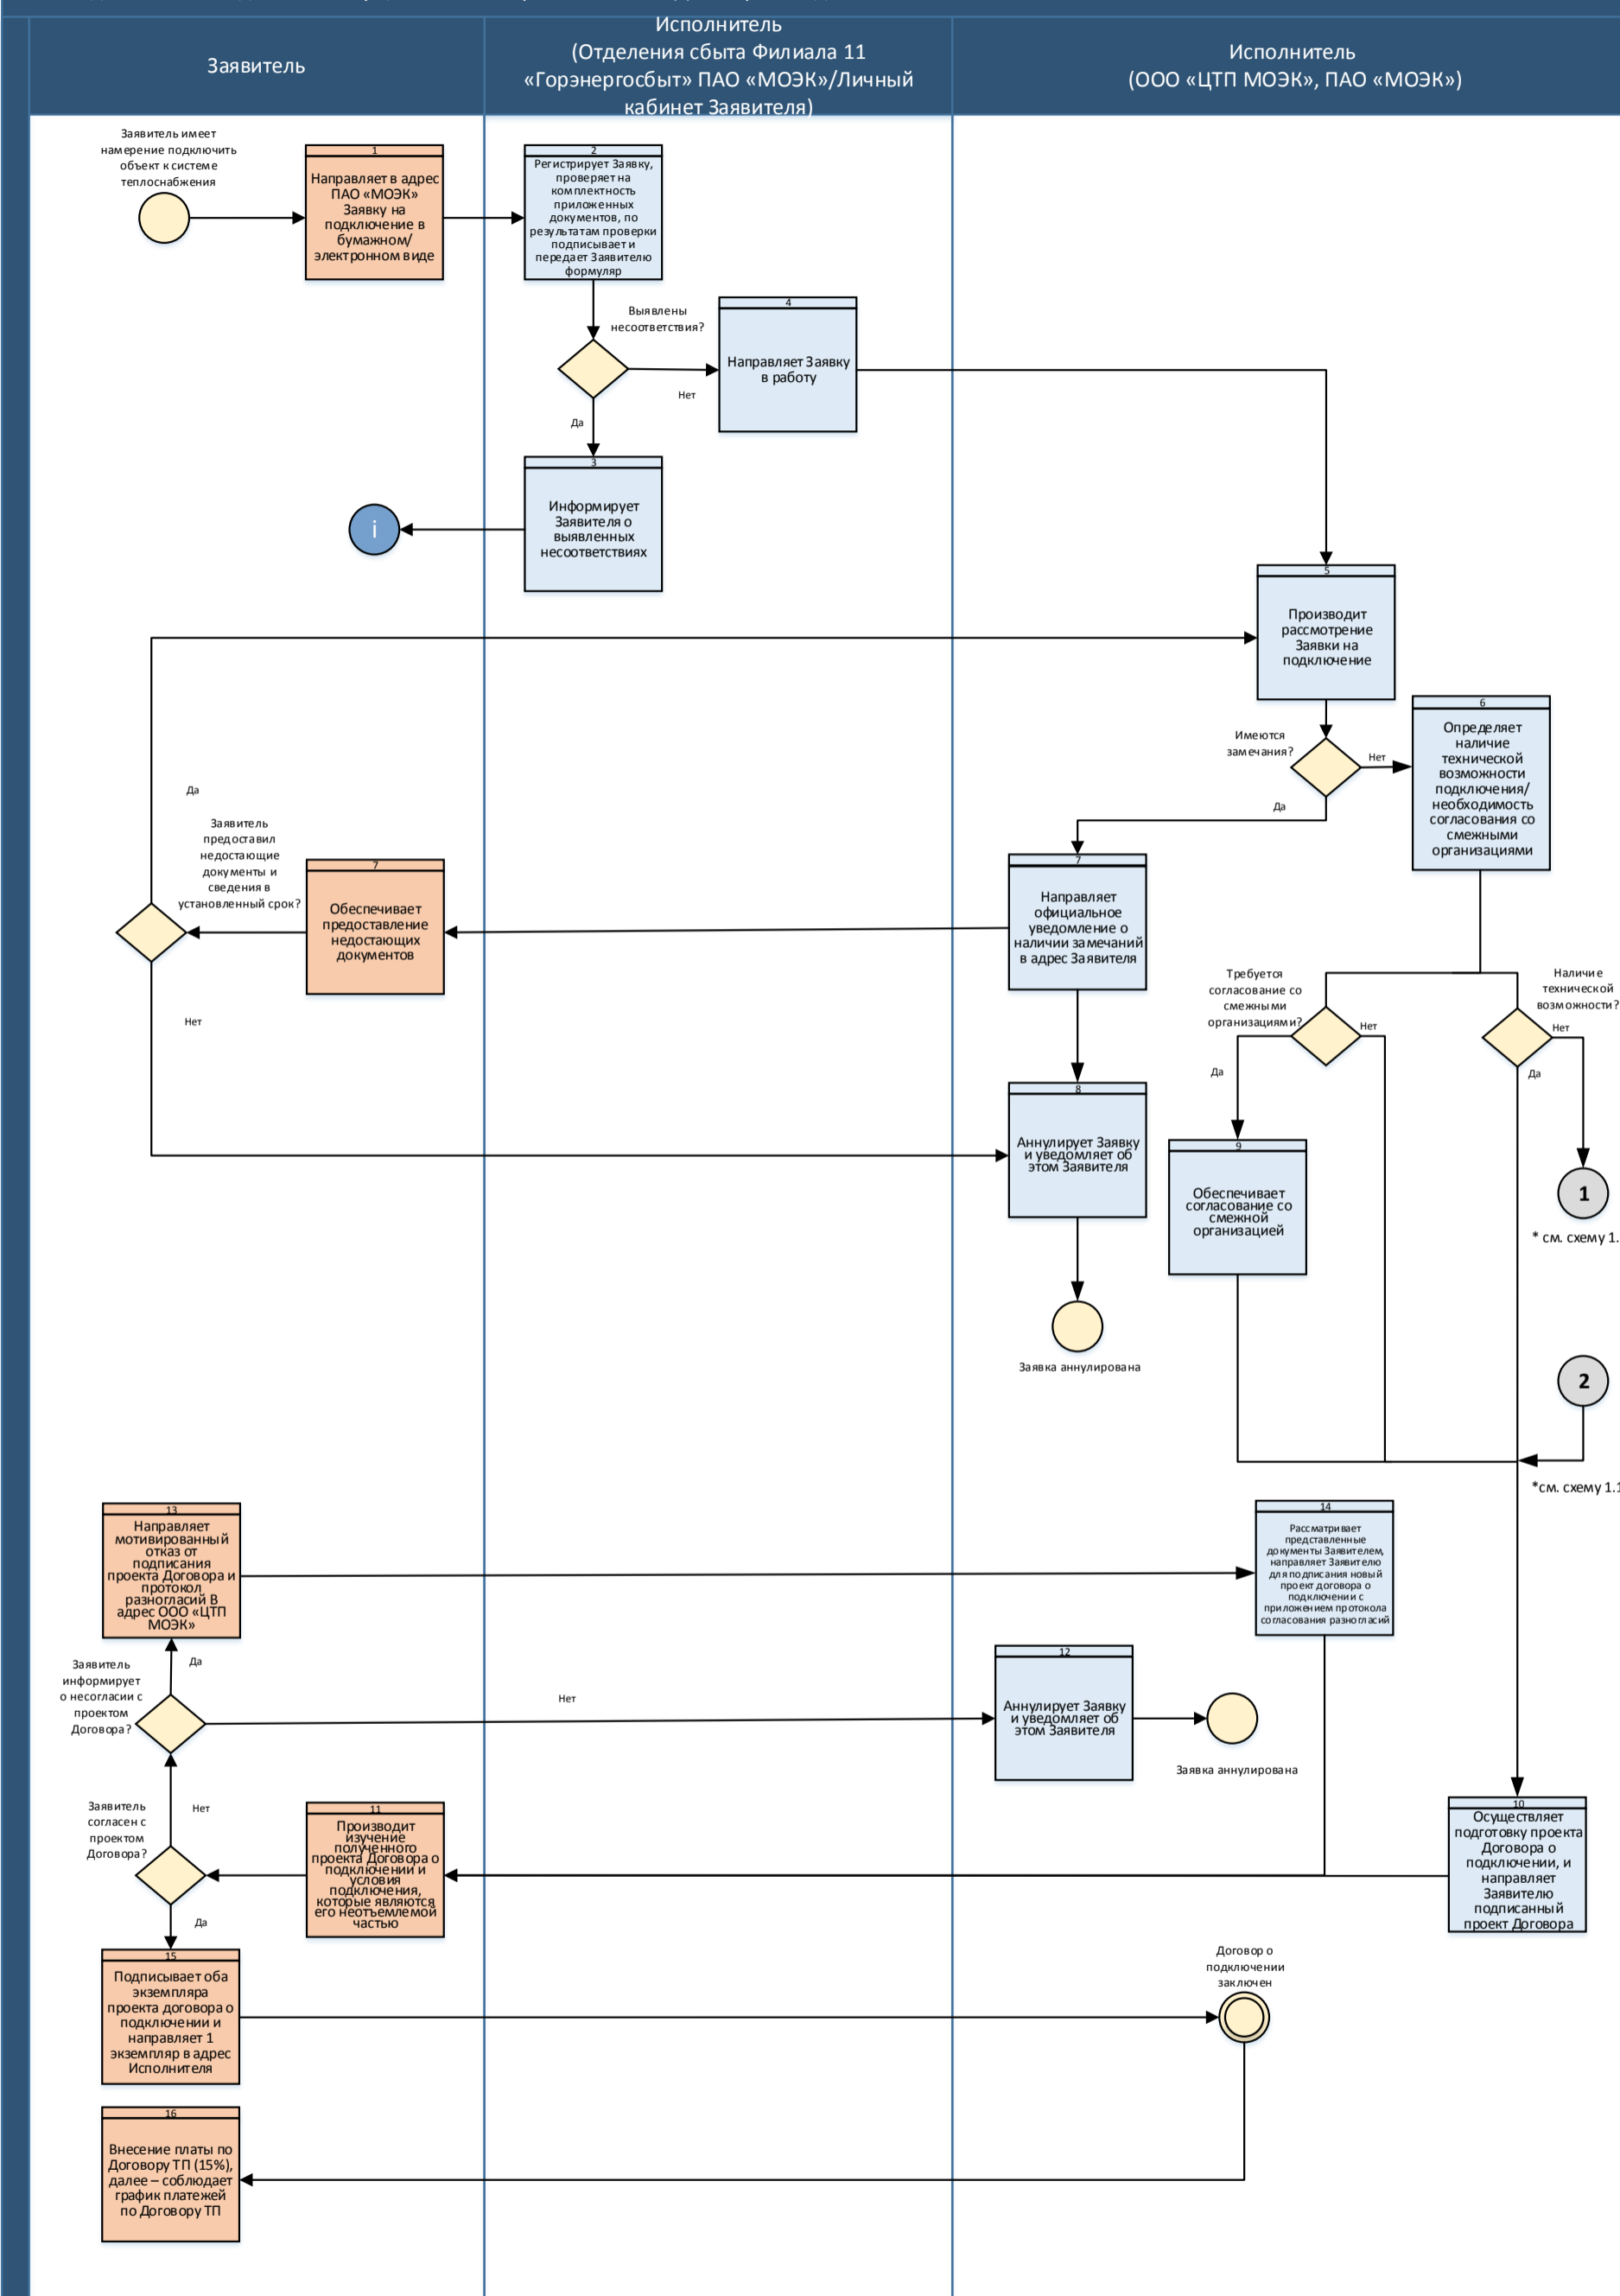 Заявитель
Исполнитель
(Отделения сбыта Филиала 11
«Горэнергосбыт» ПАО «МОЭК»/Личный
кабинет Заявителя)
Исполнитель
(ООО «ЦТП МОЭК», ПАО «МОЭК»)
Заявитель имеет
намерение подключить
объект к системе
теплоснабжения
1
Направляет в адрес
ПАО «МОЭК»
Заявку на
подключение в
бумажном/
электронном виде
2
Регистрирует Заявку,
проверяет на
комплектность
приложенных
документов, по
результатам проверки
подписывает и
передает Заявителю
формуляр
Выявлены
несоответствия?
Нет
Да
4
Направляет Заявку
в работу
3
Информирует
Заявителя о
выявленных
несоответствиях
i
5
Производит
рассмотрение
Заявки на
подключение
Имеются
замечания?
Нет
Да
6
Определяет
наличие
технической
возможности
подключения/
необходимость
согласования со
смежными
организациями
Да
Заявитель
предоставил
недостающие
документы и
сведения в
установленный срок?
Нет
7
Обеспечивает
предоставление
недостающих
документов
7
Направляет
официальное
уведомление о
наличии замечаний
в адрес Заявителя
Требуется
согласование со
смежными
организациями?
Нет
Да
Наличие
технической
возможности?
Нет
Да
8
Аннулирует Заявку
и уведомляет об
этом Заявителя
9
Обеспечивает
согласование со
смежной
организацией
1
* см. схему 1.
Заявка аннулирована
2
*см. схему 1.1
13
Направляет
мотивированный
отказ от
подписания
проекта Договора и
протокол
разногласий В
адрес ООО «ЦТП
МОЭК»
14
Рассматривает
представленные
документы Заявителем,
направляет Заявителю
для подписания новый
проект договора о
подключении с
приложением протокола
согласования разногласий
Заявитель
информирует
о несогласии с
проектом
Договора?
Да
Нет
12
Аннулирует Заявку
и уведомляет об
этом Заявителя
Заявка аннулирована
Заявитель
согласен с
проектом
Договора?
Нет
Да
11
Производит
изучение
полученного
проекта Договора о
подключении и
условия
подключения,
которые являются
его неотъемлемой
частью
10
Осуществляет
подготовку проекта
Договора о
подключении, и
направляет
Заявителю
подписанный
проект Договора
15
Подписывает оба
экземпляра
проекта договора о
подключении и
направляет 1
экземпляр в адрес
Исполнителя
Договор о
подключении
заключен
16
Внесение платы по
Договору ТП (15%),
далее – соблюдает
график платежей
по Договору ТП